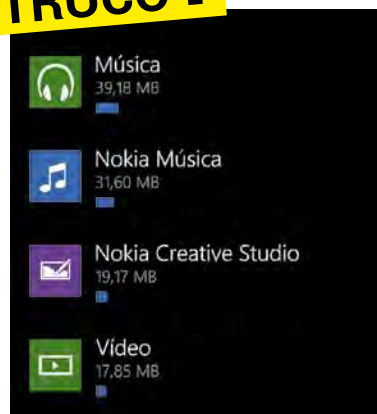 TRUCO
Música
39,18 MB
Nokia Música
31,60 MB
Nokia Creative Studio
19,17 MB
Vídeo
17,85 MB